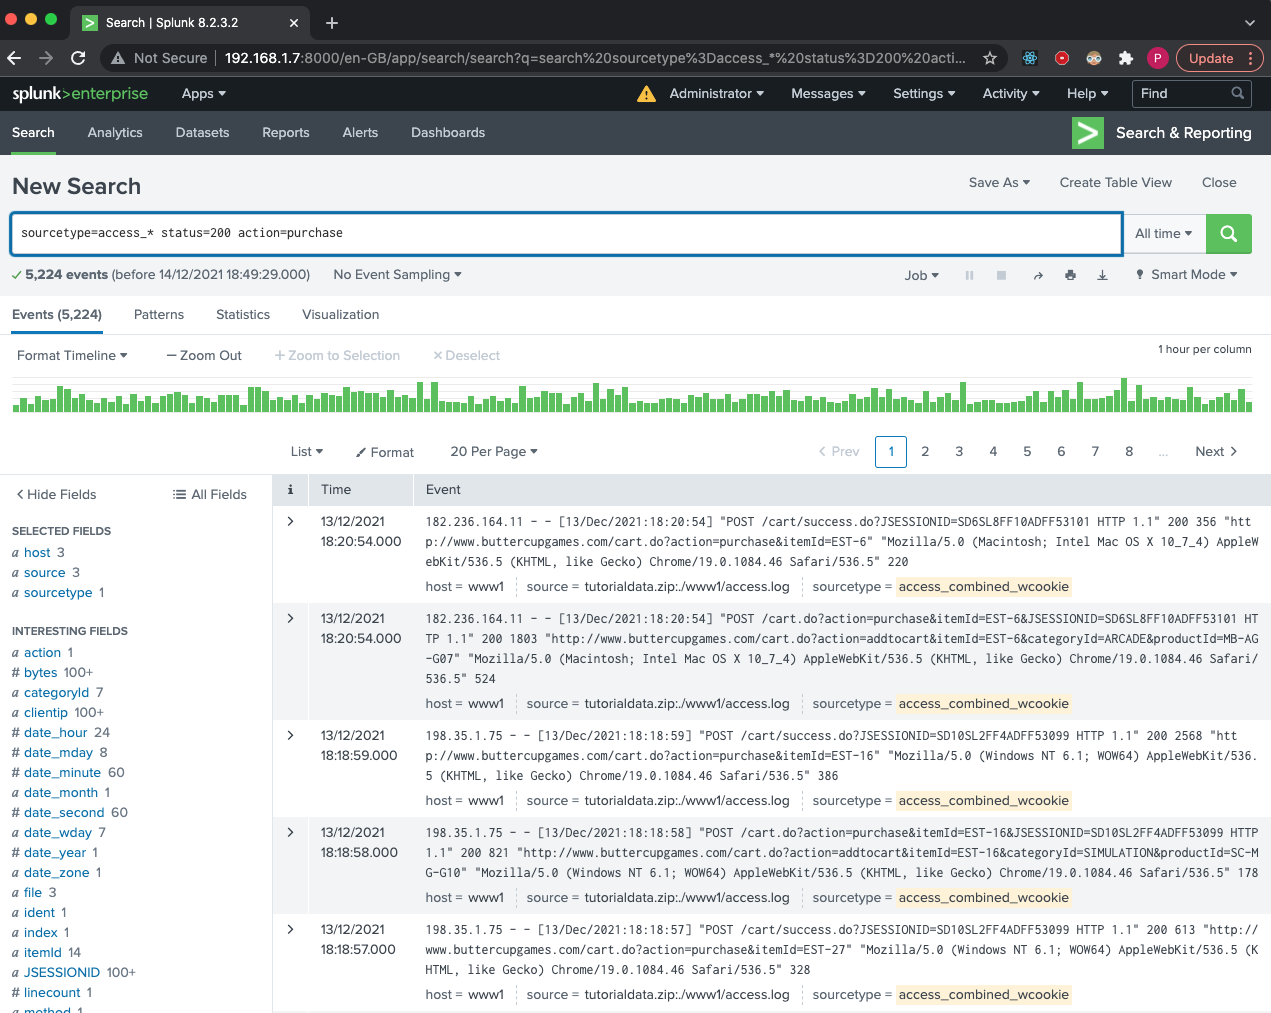 Search | Splunk 8.2.3.2
Not Secure 192.168.1.7:8000/en-GB/app/search/search?q=search%20sourcetype%3Daccess_*%20status%3D200%20acti... P Update
splunk>enterprise Apps Administrator Messages Settings Activity Help Find
Search Analytics Datasets Reports Alerts Dashboards Search & Reporting
New Search Save As Create Table View Close
sourcetype=access_* status=200 action=purchase All time
✓ 5,224 events (before 14/12/2021 18:49:29.000) No Event Sampling Job Smart Mode
Events (5,224) Patterns Statistics Visualization
Format Timeline — Zoom Out + Zoom to Selection × Deselect 1 hour per column
List Format 20 Per Page < Prev 1 2 3 4 5 6 7 8 ... Next >
< Hide Fields All Fields
SELECTED FIELDS
a host 3
a source 3
a sourcetype 1
INTERESTING FIELDS
a action 1
# bytes 100+
a categoryId 7
a clientip 100+
# date_hour 24
# date_mday 8
# date_minute 60
a date_month 1
# date_second 60
a date_wday 7
# date_year 1
a date_zone 1
a file 3
a ident 1
a index 1
a itemId 14
a JSESSIONID 100+
# linecount 1
a method 1
i Time Event
> 13/12/2021 182.236.164.11 - - [13/Dec/2021:18:20:54] "POST /cart/success.do?JSESSIONID=SD6SL8FF10ADFF53101 HTTP 1.1" 200 356 "htt
18:20:54.000 p://www.buttercupgames.com/cart.do?action=purchase&itemId=EST-6" "Mozilla/5.0 (Macintosh; Intel Mac OS X 10_7_4) AppleW
ebKit/536.5 (KHTML, like Gecko) Chrome/19.0.1084.46 Safari/536.5" 220
host = www1 source = tutorialdata.zip:./www1/access.log sourcetype = access_combined_wcookie
> 13/12/2021 182.236.164.11 - - [13/Dec/2021:18:20:54] "POST /cart.do?action=purchase&itemId=EST-6&JSESSIONID=SD6SL8FF10ADFF53101 HT
18:20:54.000 TP 1.1" 200 1803 "http://www.buttercupgames.com/cart.do?action=addtocart&itemId=EST-6&categoryId=ARCADE&productId=MB-AG
-G07" "Mozilla/5.0 (Macintosh; Intel Mac OS X 10_7_4) AppleWebKit/536.5 (KHTML, like Gecko) Chrome/19.0.1084.46 Safari/
536.5" 524
host = www1 source = tutorialdata.zip:./www1/access.log sourcetype = access_combined_wcookie
> 13/12/2021 198.35.1.75 - - [13/Dec/2021:18:18:59] "POST /cart/success.do?JSESSIONID=SD10SL2FF4ADFF53099 HTTP 1.1" 200 2568 "htt
18:18:59.000 p://www.buttercupgames.com/cart.do?action=purchase&itemId=EST-16" "Mozilla/5.0 (Windows NT 6.1; WOW64) AppleWebKit/536.
5 (KHTML, like Gecko) Chrome/19.0.1084.46 Safari/536.5" 386
host = www1 source = tutorialdata.zip:./www1/access.log sourcetype = access_combined_wcookie
> 13/12/2021 198.35.1.75 - - [13/Dec/2021:18:18:58] "POST /cart.do?action=purchase&itemId=EST-16&JSESSIONID=SD10SL2FF4ADFF53099 HTTP
18:18:58.000 1.1" 200 821 "http://www.buttercupgames.com/cart.do?action=addtocart&itemId=EST-16&categoryId=SIMULATION&productId=SC-M
G-G10" "Mozilla/5.0 (Windows NT 6.1; WOW64) AppleWebKit/536.5 (KHTML, like Gecko) Chrome/19.0.1084.46 Safari/536.5" 178
host = www1 source = tutorialdata.zip:./www1/access.log sourcetype = access_combined_wcookie
> 13/12/2021 198.35.1.75 - - [13/Dec/2021:18:18:57] "POST /cart/success.do?JSESSIONID=SD10SL2FF4ADFF53099 HTTP 1.1" 200 613 "http://
18:18:57.000 www.buttercupgames.com/cart.do?action=purchase&itemId=EST-27" "Mozilla/5.0 (Windows NT 6.1; WOW64) AppleWebKit/536.5 (K
HTML, like Gecko) Chrome/19.0.1084.46 Safari/536.5" 328
host = www1 source = tutorialdata.zip:./www1/access.log sourcetype = access_combined_wcookie